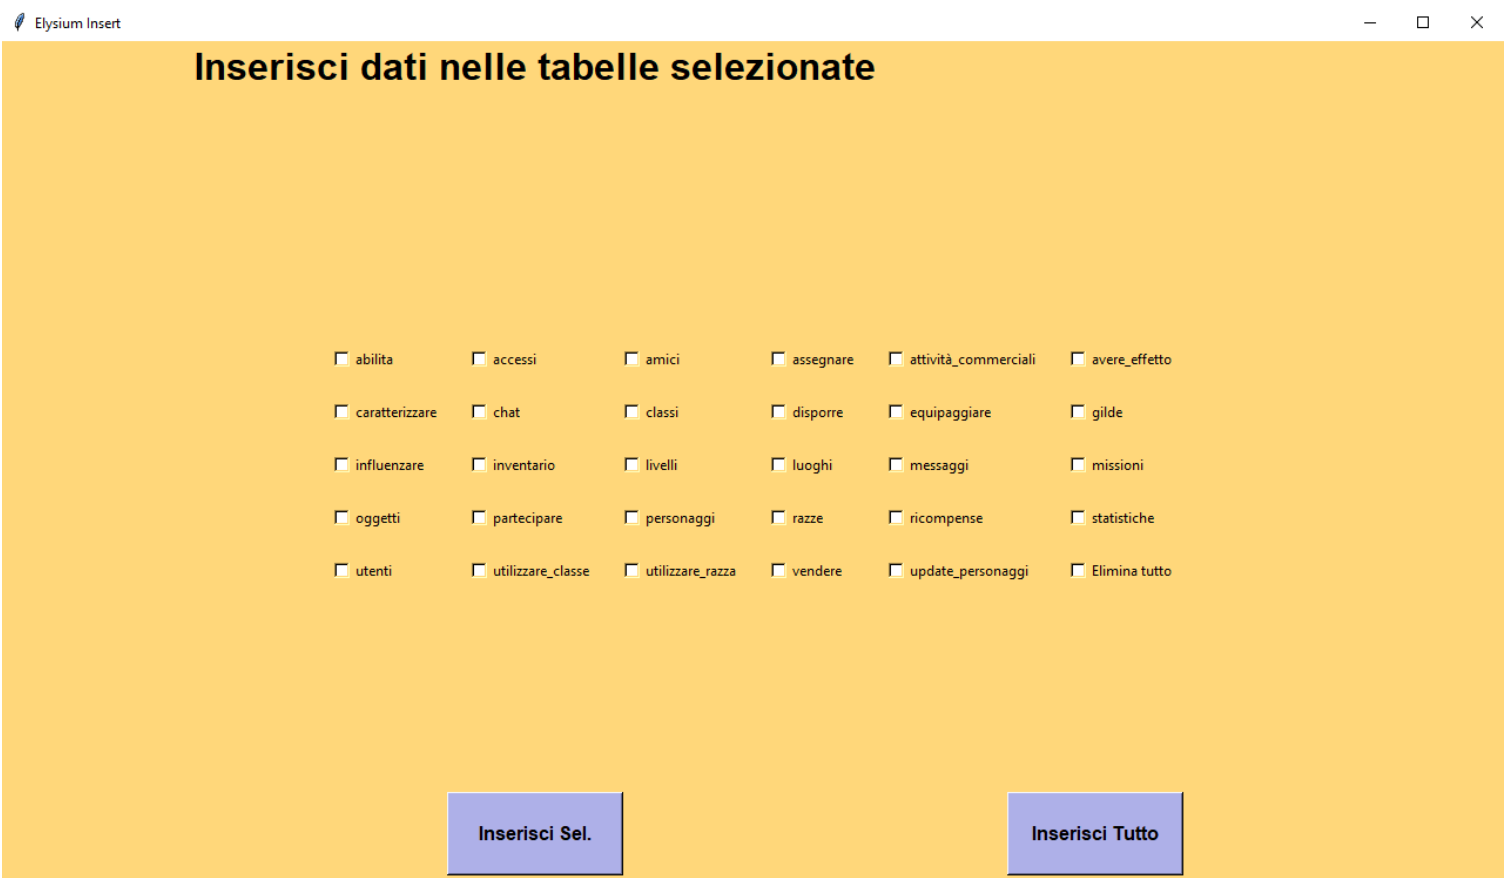 Elysium Insert
Inserisci dati nelle tabelle selezionate
abilita accessi amici assegnare attività_commerciali avere_effetto
caratterizzare chat classi disporre equipaggiare gilde
influenzare inventario livelli luoghi messaggi missioni
oggetti partecipare personaggi razze ricompense statistiche
utenti utilizzare_classe utilizzare_razza vendere update_personaggi Elimina tutto
Inserisci Sel. Inserisci Tutto